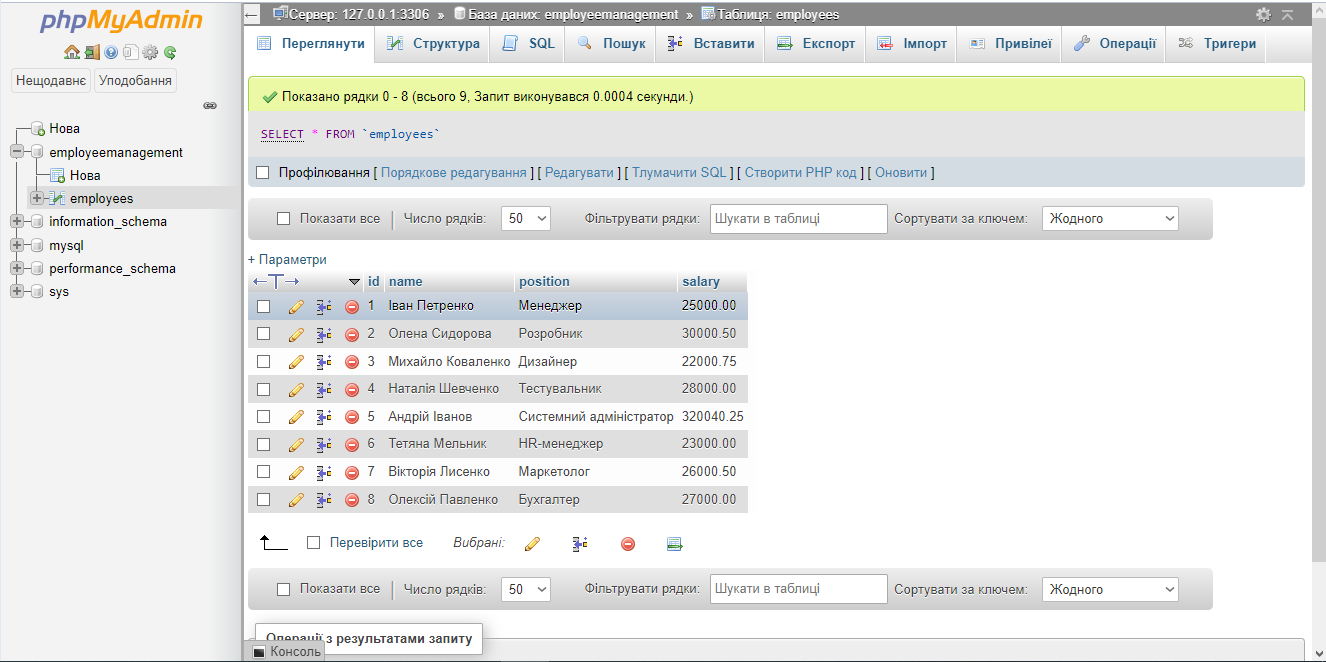 phpMyAdmin
Нещодавнє Уподобання
Нова
employeemanagement
Нова
employees
information_schema
mysql
performance_schema
sys
Сервер: 127.0.0.1:3306 » База даних: employeemanagement » Таблиця: employees
Переглянути Структура SQL Пошук Вставити Експорт Імпорт Привілеї Операції Тригери
Показано рядки 0 - 8 (всього 9, Запит виконувався 0.0004 секунди.)
SELECT * FROM `employees`
Профілювання [ Порядкове редагування ] [ Редагувати ] [ Тлумачити SQL ] [ Створити PHP код ] [ Оновити ]
Показати все Число рядків: 50 Фільтрувати рядки: Шукати в таблиці Сортувати за ключем: Жодного
+ Параметри
←T→ id name position salary
1 Іван Петренко Менеджер 25000.00
2 Олена Сидорова Розробник 30000.50
3 Михайло Коваленко Дизайнер 22000.75
4 Наталія Шевченко Тестувальник 28000.00
5 Андрій Іванов Системний адміністратор 320040.25
6 Тетяна Мельник HR-менеджер 23000.00
7 Вікторія Лисенко Маркетолог 26000.50
8 Олексій Павленко Бухгалтер 27000.00
Перевірити все Вибрані:
Показати все Число рядків: 50 Фільтрувати рядки: Шукати в таблиці Сортувати за ключем: Жодного
Операції з результатами запиту
Консоль